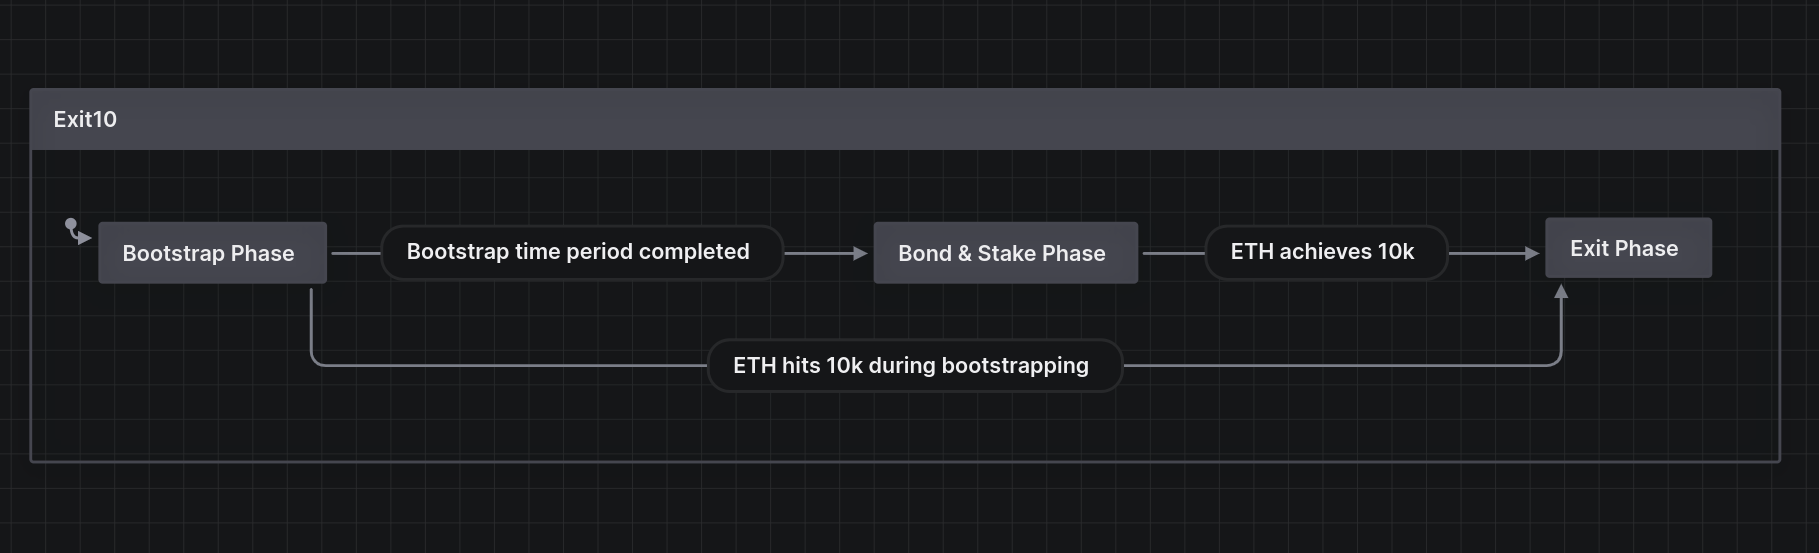 Exit10
Bootstrap Phase
Bootstrap time period completed
Bond & Stake Phase
ETH achieves 10k
Exit Phase
ETH hits 10k during bootstrapping